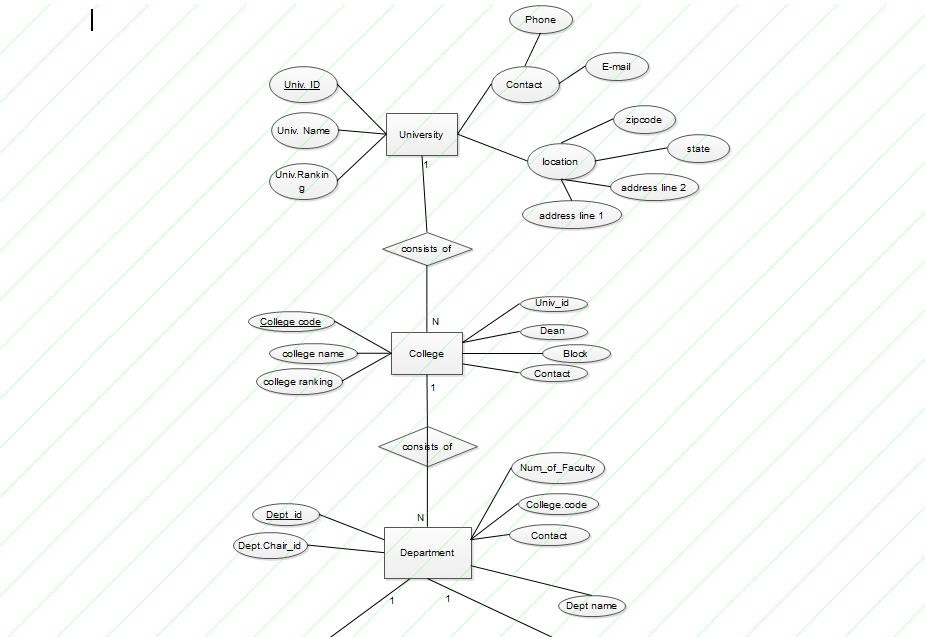 Phone
E-mail
Contact
Univ. ID
zipcode
Univ. Name
University
state
location
1
Univ.Rankin
g
address line 2
address line 1
consists of
Univ_id
College code
N
Dean
college name
College
Block
Contact
college ranking
1
consists of
Num_of_Faculty
College.code
Dept_id
N
Contact
Dept.Chair_id
Department
1
1
Dept name